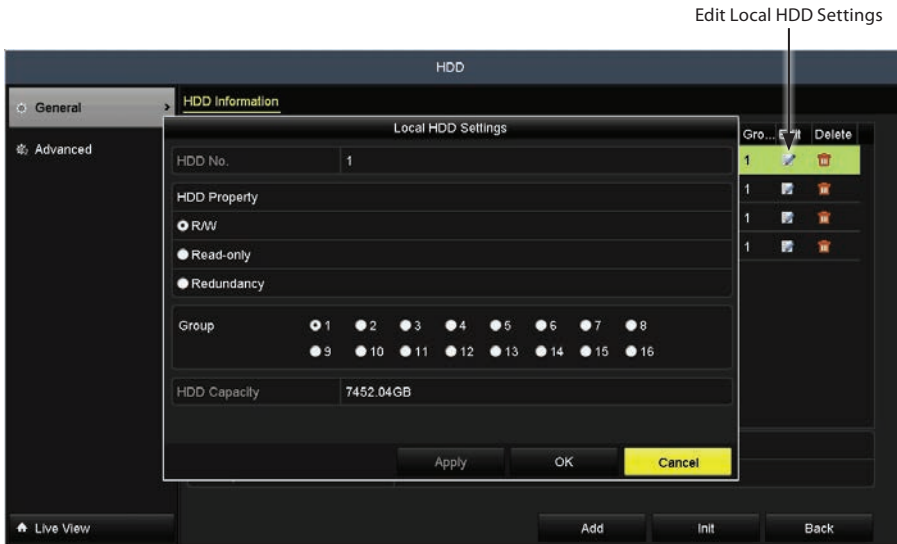 Edit Local HDD Settings
HDD
General
HDD Information
Advanced
Local HDD Settings
Gro... Edit Delete
HDD No. 1
1
HDD Property
1
R/W
1
Read-only
1
Redundancy
Group 1 2 3 4 5 6 7 8
9 10 11 12 13 14 15 16
HDD Capacity 7452.04GB
Apply OK Cancel
Live View Add Init Back